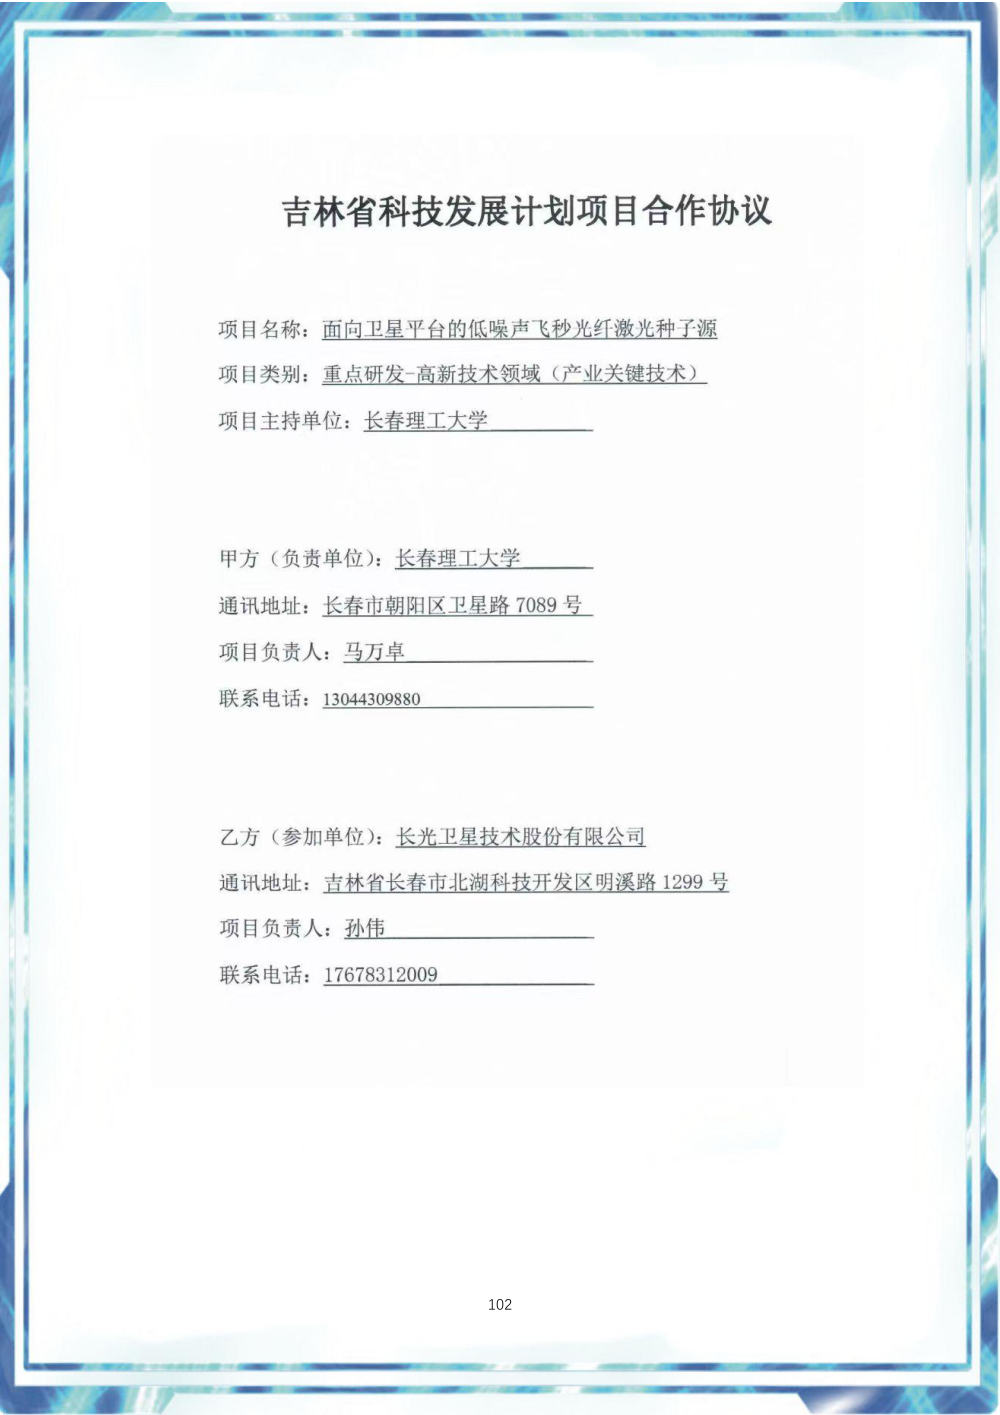 吉林省科技发展计划项目合作协议
项目名称：面向卫星平台的低噪声飞秒光纤激光种子源
项目类别：重点研发-高新技术领域（产业关键技术）
项目主持单位：长春理工大学
甲方（负责单位）：长春理工大学
通讯地址：长春市朝阳区卫星路 7089 号
项目负责人：马万卓
联系电话：13044309880
乙方（参加单位）：长光卫星技术股份有限公司
通讯地址：吉林省长春市北湖科技开发区明溪路 1299 号
项目负责人：孙伟
联系电话：17678312009
102